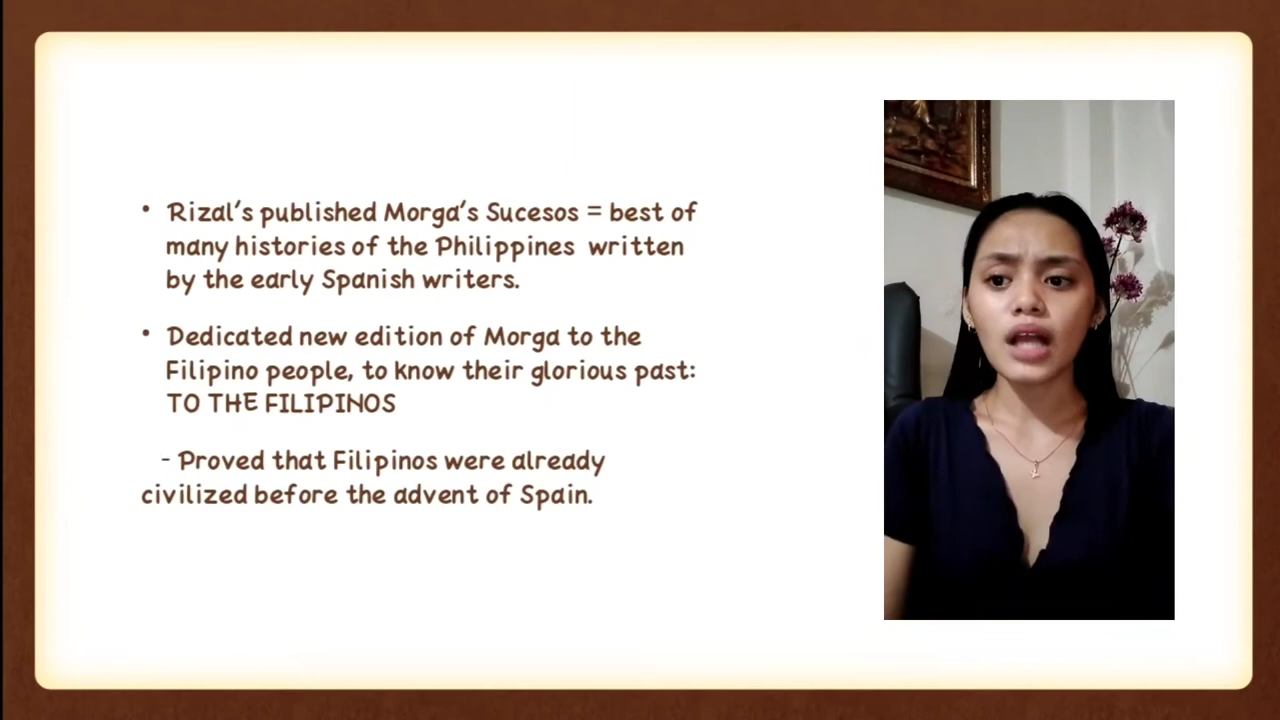 • Rizal's published Morga's Sucesos = best of
many histories of the Philippines written
by the early Spanish writers.
• Dedicated new edition of Morga to the
Filipino people, to know their glorious past:
TO THE FILIPINOS
- Proved that Filipinos were already
civilized before the advent of Spain.